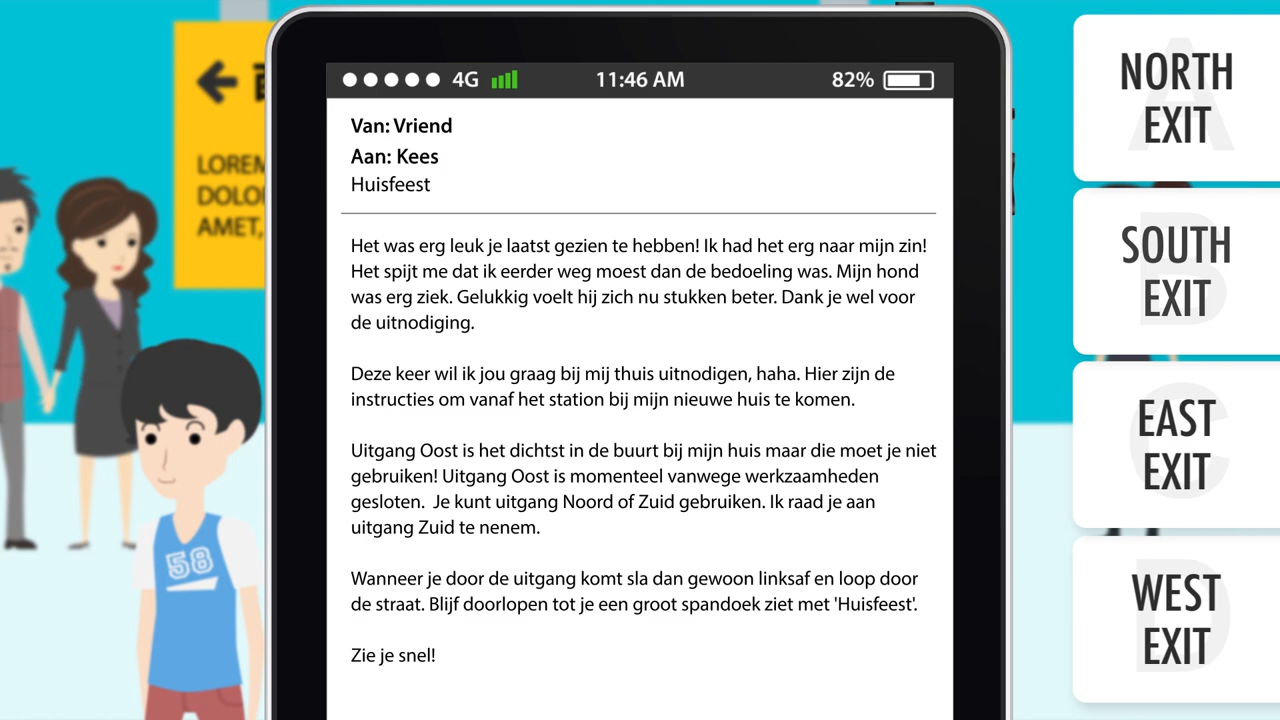 LOREM
DOLO
AMET,
4G
11:46 AM
82%
Van: Vriend
Aan: Kees
Huisfeest
Het was erg leuk je laatst gezien te hebben! Ik had het erg naar mijn zin!
Het spijt me dat ik eerder weg moest dan de bedoeling was. Mijn hond
was erg ziek. Gelukkig voelt hij zich nu stukken beter. Dank je wel voor
de uitnodiging.
Deze keer wil ik jou graag bij mij thuis uitnodigen, haha. Hier zijn de
instructies om vanaf het station bij mijn nieuwe huis te komen.
Uitgang Oost is het dichtst in de buurt bij mijn huis maar die moet je niet
gebruiken! Uitgang Oost is momenteel vanwege werkzaamheden
gesloten. Je kunt uitgang Noord of Zuid gebruiken. Ik raad je aan
uitgang Zuid te nenem.
Wanneer je door de uitgang komt sla dan gewoon linksaf en loop door
de straat. Blijf doorlopen tot je een groot spandoek ziet met 'Huisfeest'.
Zie je snel!
58
A
NORTH
EXIT
B
SOUTH
EXIT
C
EAST
EXIT
D
WEST
EXIT